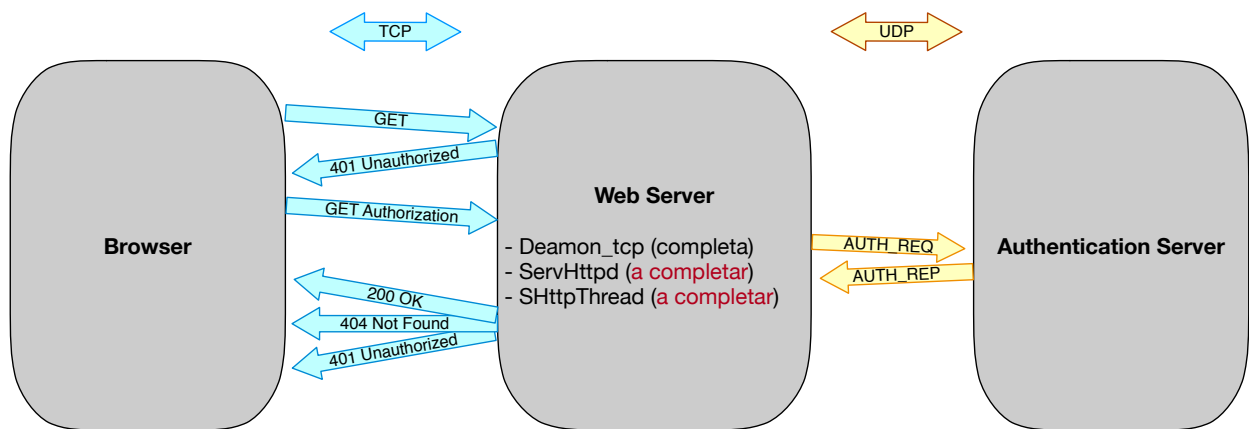 TCP
UDP
GET
401 Unauthorized
GET Authorization
200 OK
404 Not Found
401 Unauthorized
Browser
Web Server
- Deamon_tcp (completa)
- ServHttpd (a completar)
- SHttpThread (a completar)
AUTH_REQ
AUTH_REP
Authentication Server